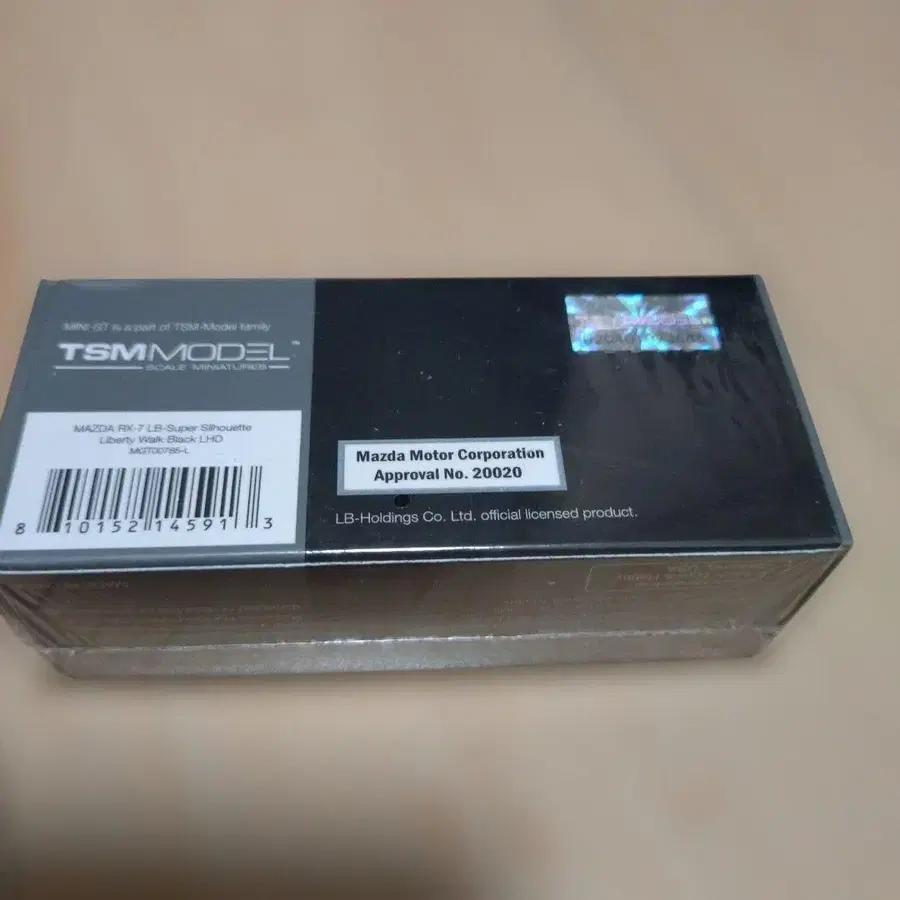 MINI-GT is a part of TSM-Model family
TSMMODEL™
SCALE MINIATURES
MAZDA RX-7 LB-Super Silhouette
Liberty Walk Black LHD
MGT00785-L
8 10152 14591 3
TSMMODEL
Mazda Motor Corporation
Approval No. 20020
LB-Holdings Co. Ltd. official licensed product.